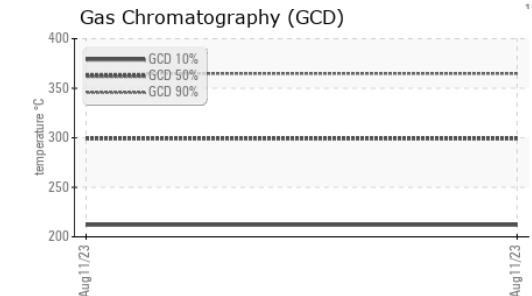 Gas Chromatography (GCD)
400
350
300
250
200
temperature °C
GCD 10%
GCD 50%
GCD 90%
Aug11/23
Aug11/23